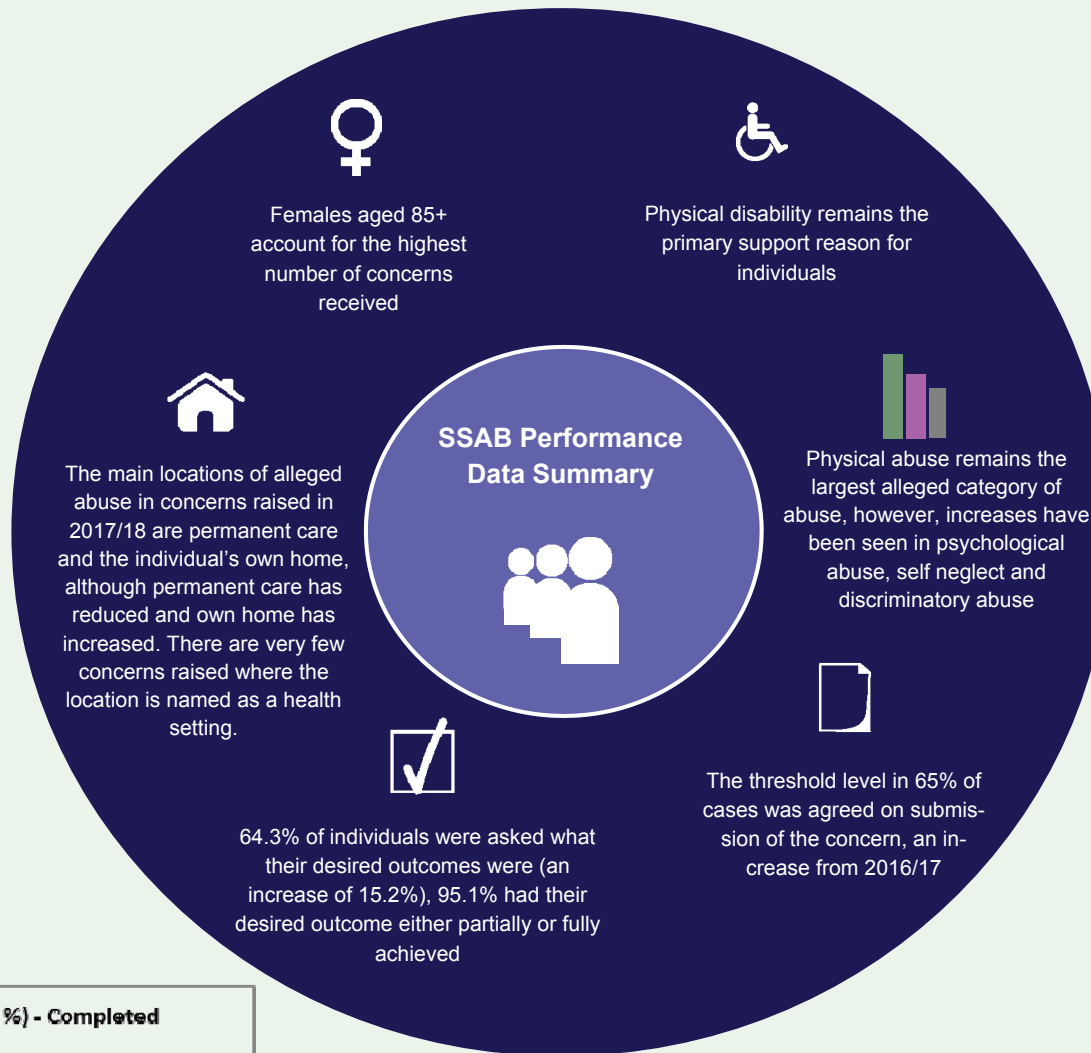 Females aged 85+
account for the highest
number of concerns
received
Physical disability remains the
primary support reason for
individuals
SSAB Performance
Data Summary
The main locations of alleged
abuse in concerns raised in
2017/18 are permanent care
and the individual's own home,
although permanent care has
reduced and own home has
increased. There are very few
concerns raised where the
location is named as a health
setting.
Physical abuse remains the
largest alleged category of
abuse, however, increases have
been seen in psychological
abuse, self neglect and
discriminatory abuse
The threshold level in 65% of
cases was agreed on submis-
sion of the concern, an in-
crease from 2016/17
64.3% of individuals were asked what
their desired outcomes were (an
increase of 15.2%), 95.1% had their
desired outcome either partially or fully
achieved
%) - Completed